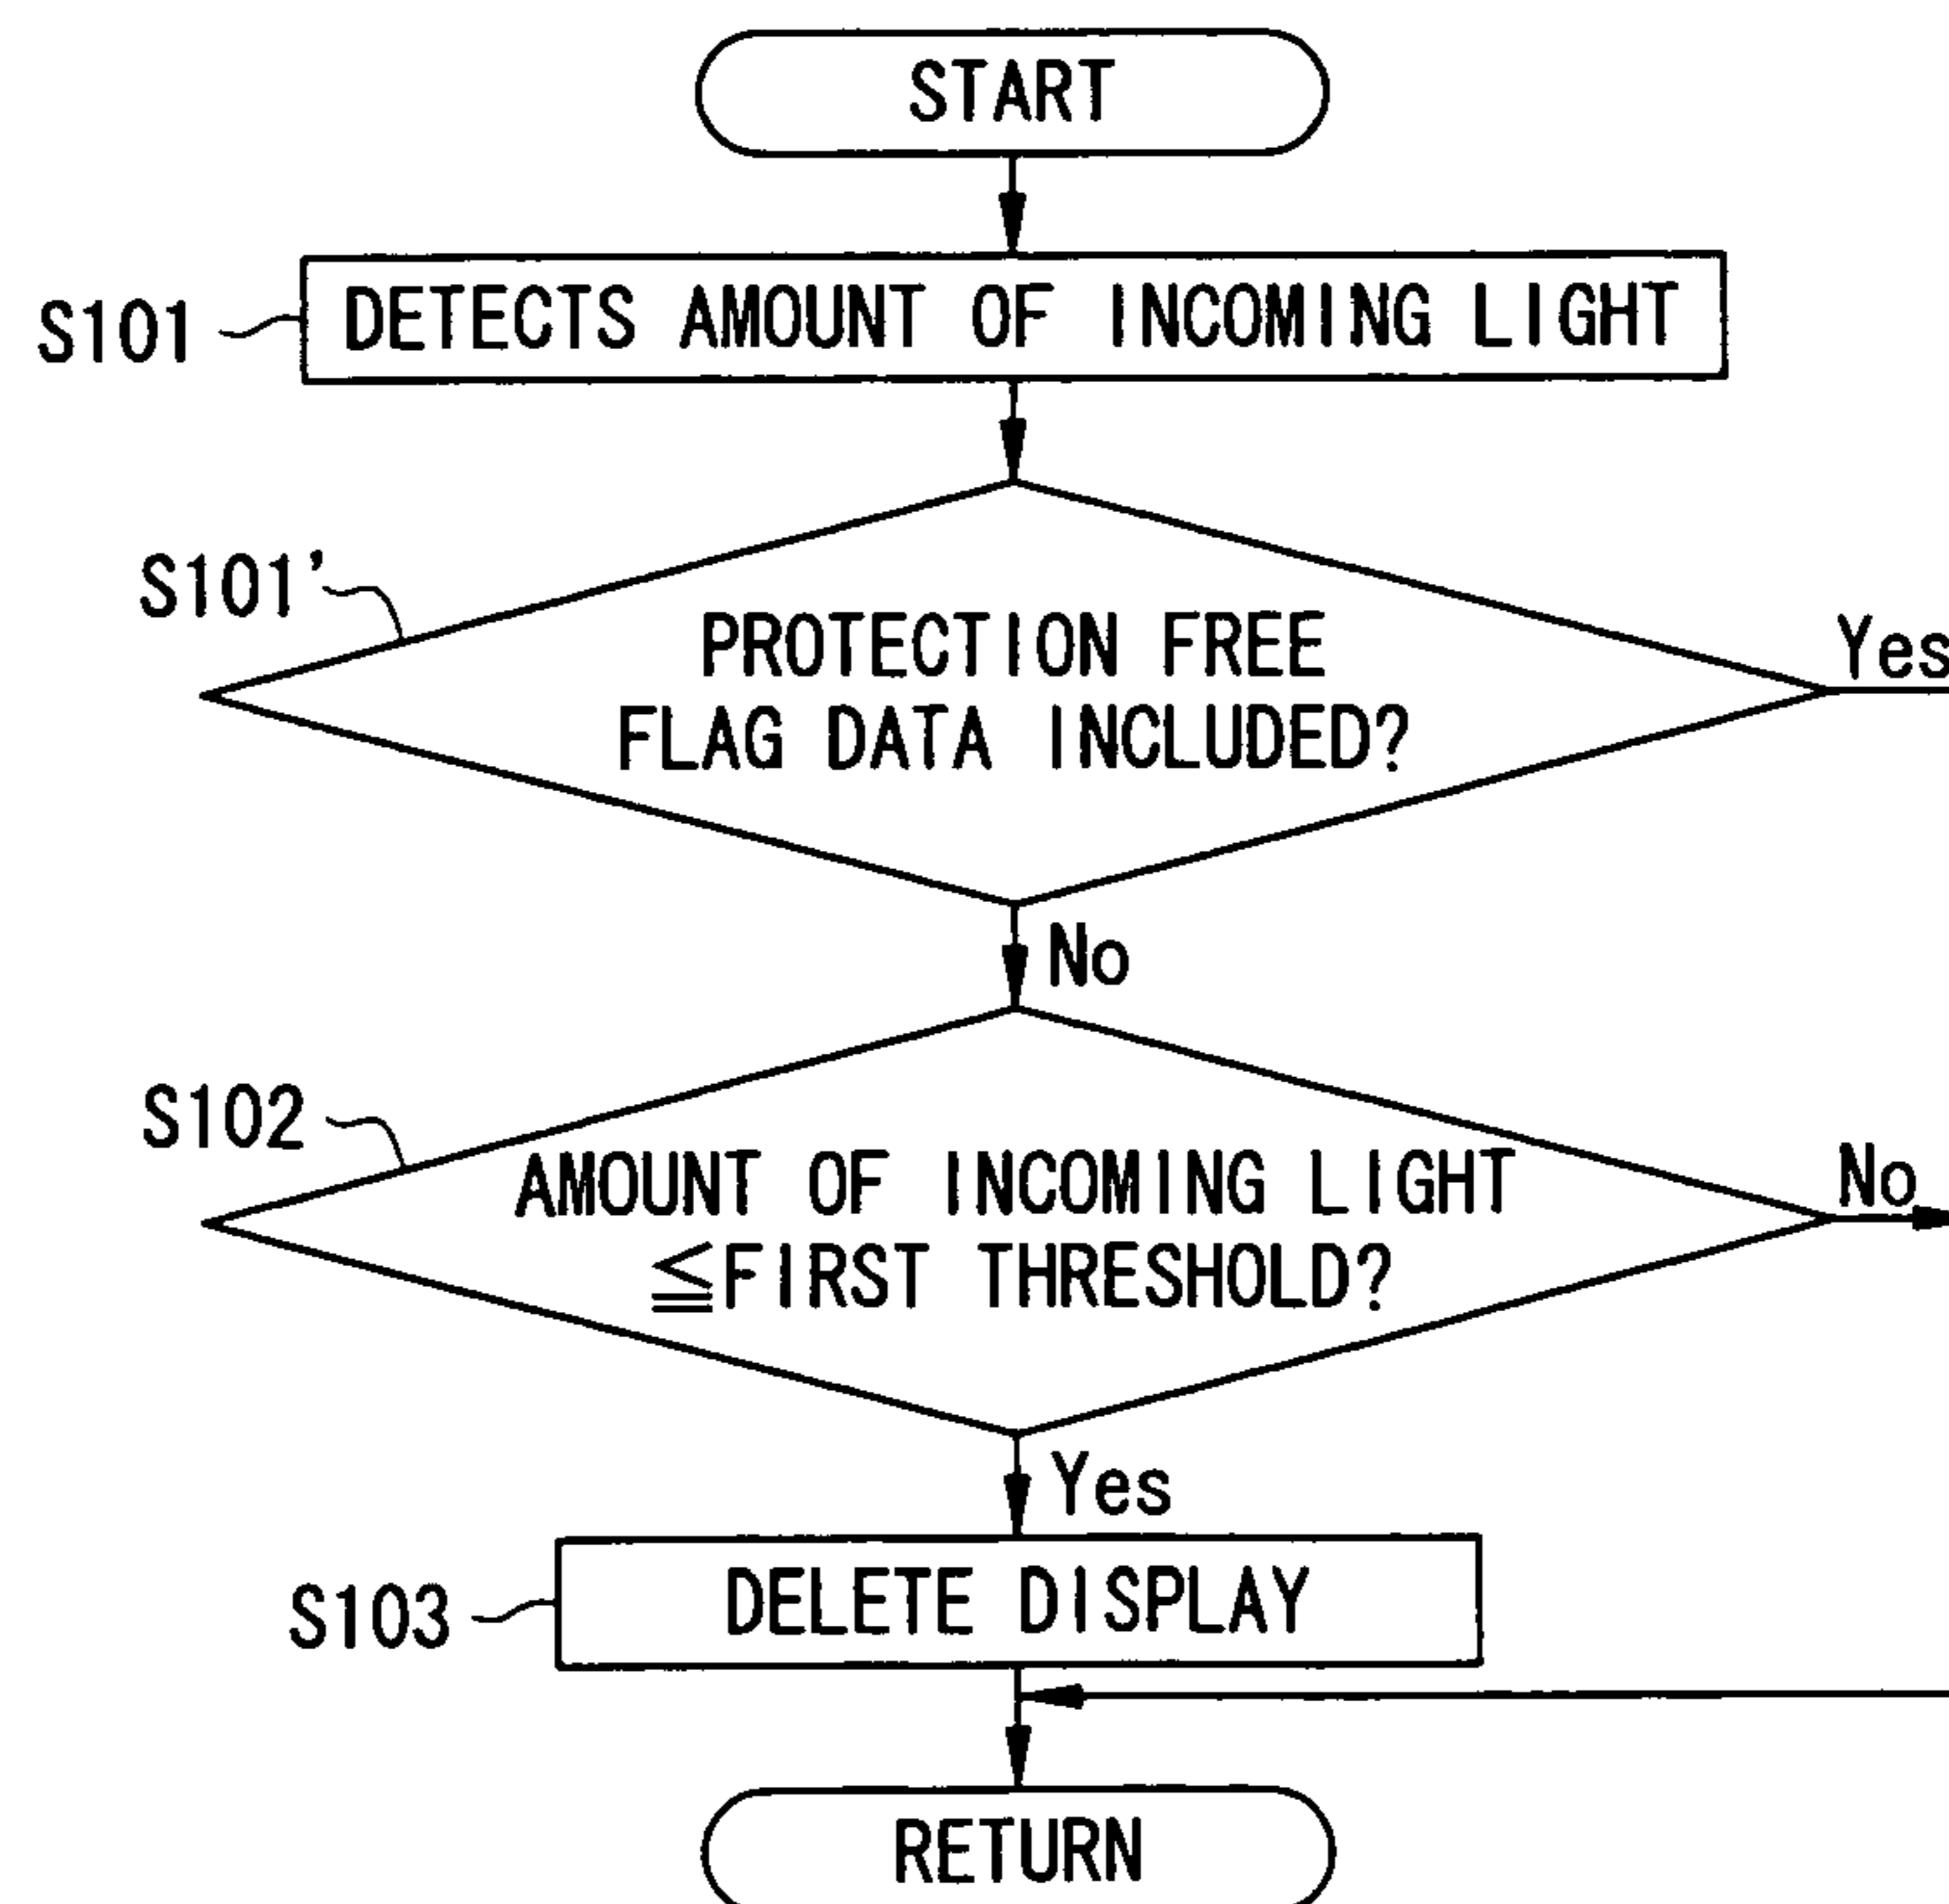 START
S101
DETECTS AMOUNT OF INCOMING LIGHT
S101'
PROTECTION FREE
FLAG DATA INCLUDED?
Yes
No
S102
AMOUNT OF INCOMING LIGHT
≦FIRST THRESHOLD?
No
Yes
S103
DELETE DISPLAY
RETURN